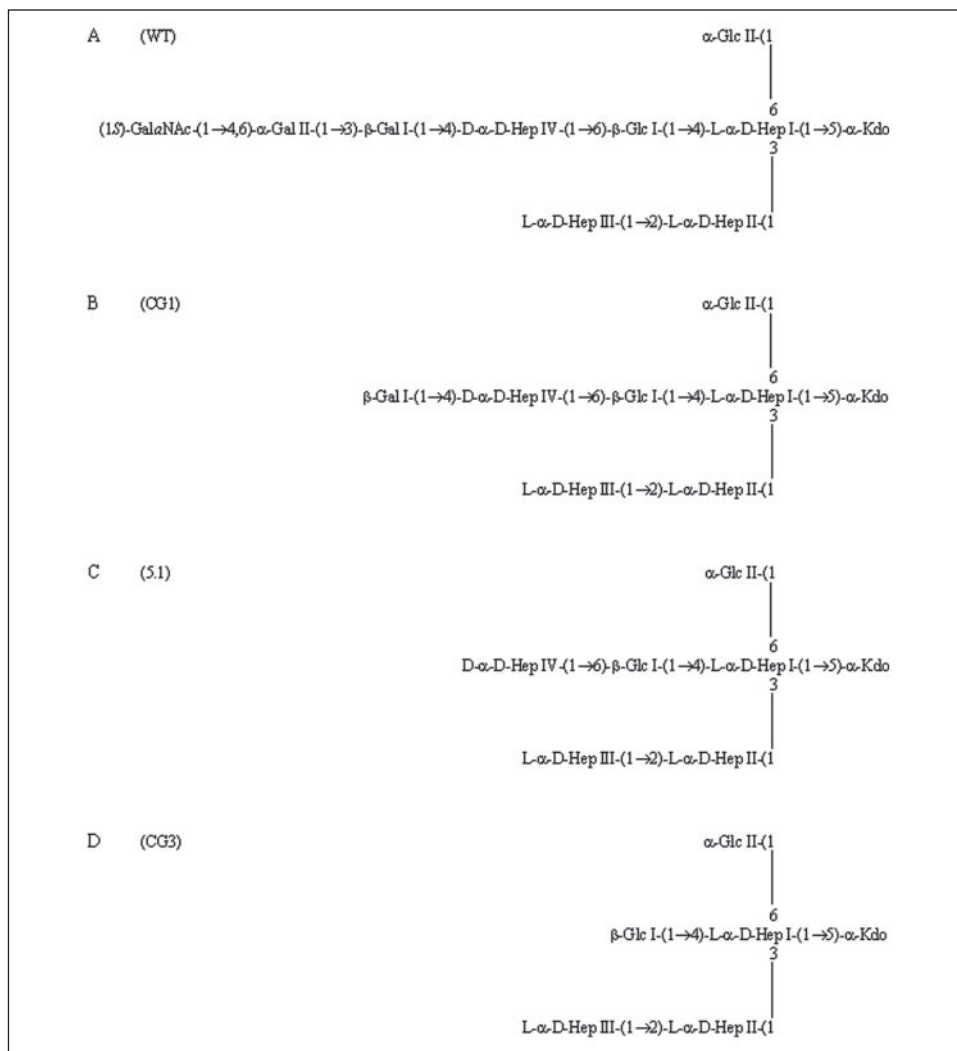 A (WT) α-Glc II-(1
6
(1S)-GalaNAc-(1→4,6)-α-Gal II-(1→3)-β-Gal I-(1→4)-D-α-D-Hep IV-(1→6)-β-Glc I-(1→4)-L-α-D-Hep I-(1→5)-α-Kdo
3
L-α-D-Hep III-(1→2)-L-α-D-Hep II-(1
B (CG1) α-Glc II-(1
6
β-Gal I-(1→4)-D-α-D-Hep IV-(1→6)-β-Glc I-(1→4)-L-α-D-Hep I-(1→5)-α-Kdo
3
L-α-D-Hep III-(1→2)-L-α-D-Hep II-(1
C (5.1) α-Glc II-(1
6
D-α-D-Hep IV-(1→6)-β-Glc I-(1→4)-L-α-D-Hep I-(1→5)-α-Kdo
3
L-α-D-Hep III-(1→2)-L-α-D-Hep II-(1
D (CG3) α-Glc II-(1
6
β-Glc I-(1→4)-L-α-D-Hep I-(1→5)-α-Kdo
3
L-α-D-Hep III-(1→2)-L-α-D-Hep II-(1